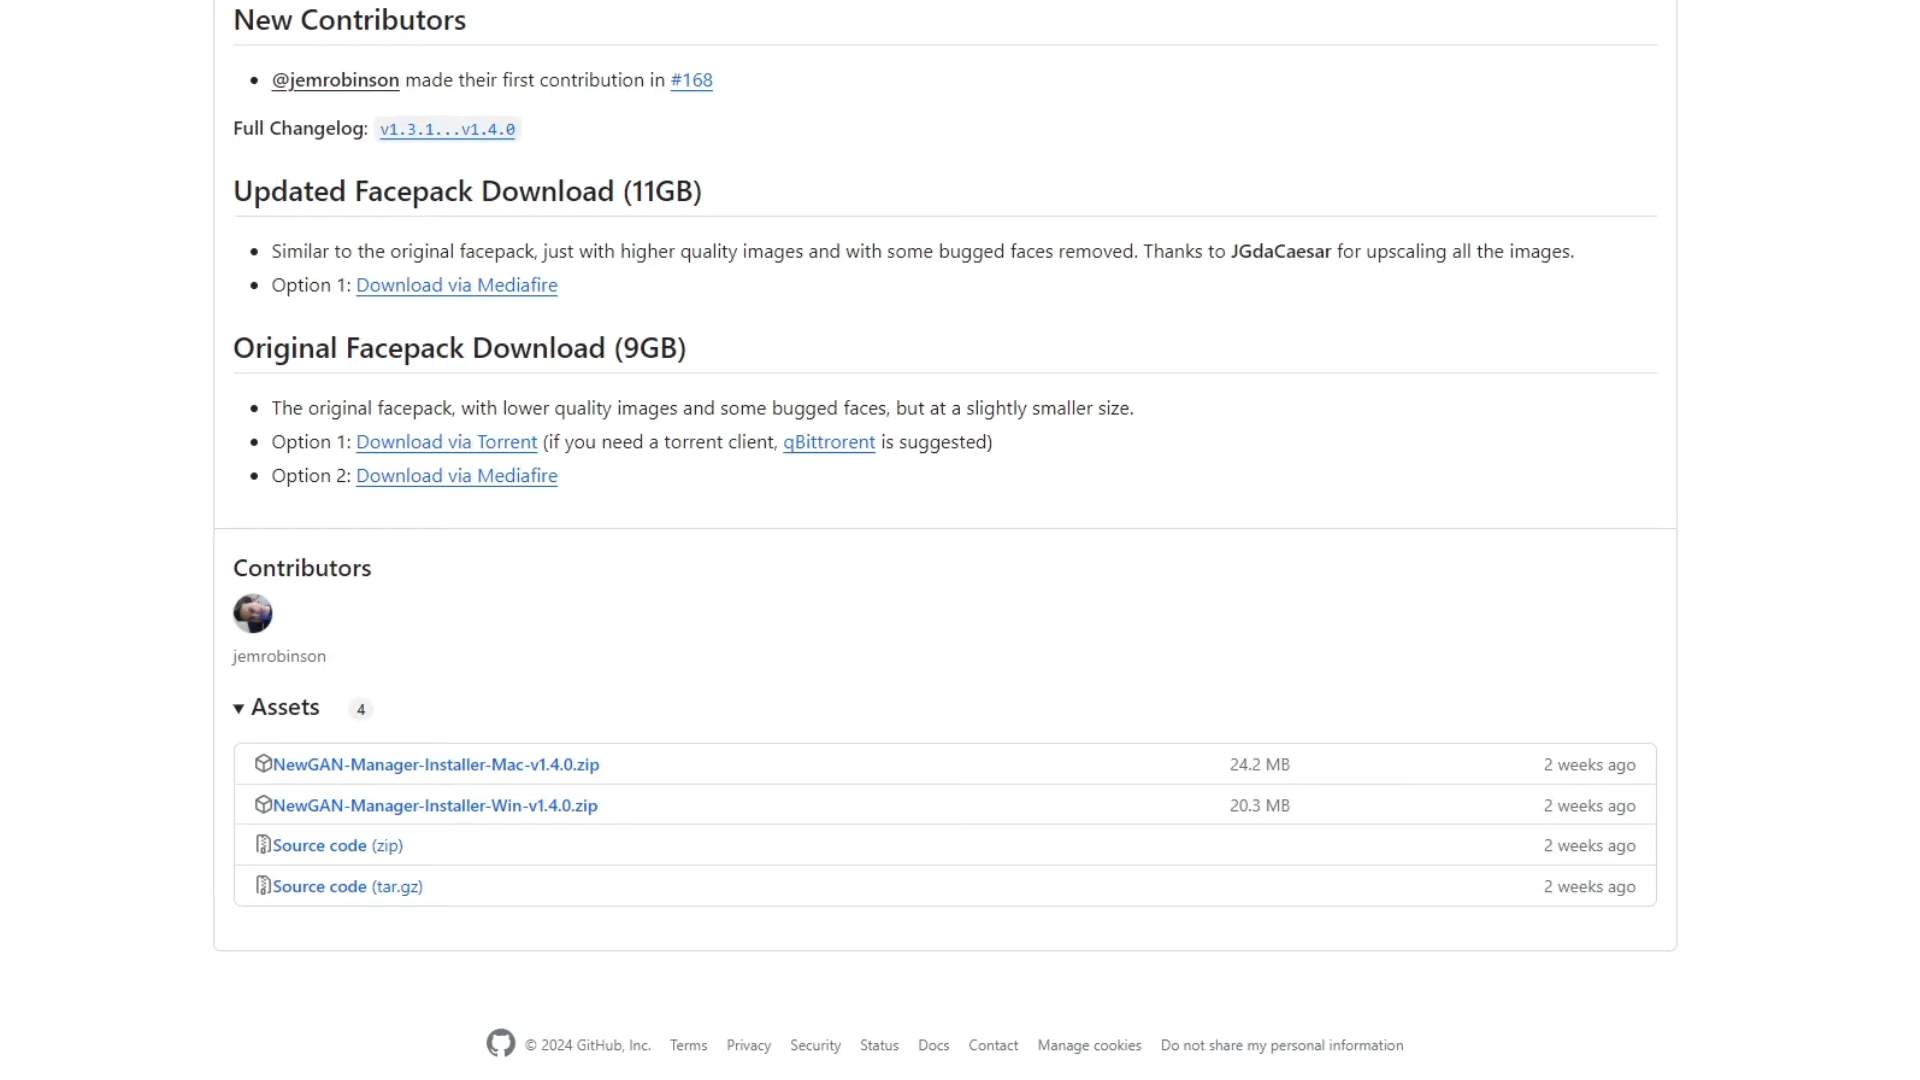 New Contributors
@jemrobinson made their first contribution in #168
Full Changelog: v1.3.1...v1.4.0
Updated Facepack Download (11GB)
Similar to the original facepack, just with higher quality images and with some bugged faces removed. Thanks to JGdaCaesar for upscaling all the images.
Option 1: Download via Mediafire
Original Facepack Download (9GB)
The original facepack, with lower quality images and some bugged faces, but at a slightly smaller size.
Option 1: Download via Torrent (if you need a torrent client, qBittrorent is suggested)
Option 2: Download via Mediafire
Contributors
jemrobinson
Assets 4
NewGAN-Manager-Installer-Mac-v1.4.0.zip 24.2 MB 2 weeks ago
NewGAN-Manager-Installer-Win-v1.4.0.zip 20.3 MB 2 weeks ago
Source code (zip) 2 weeks ago
Source code (tar.gz) 2 weeks ago
© 2024 GitHub, Inc. Terms Privacy Security Status Docs Contact Manage cookies Do not share my personal information